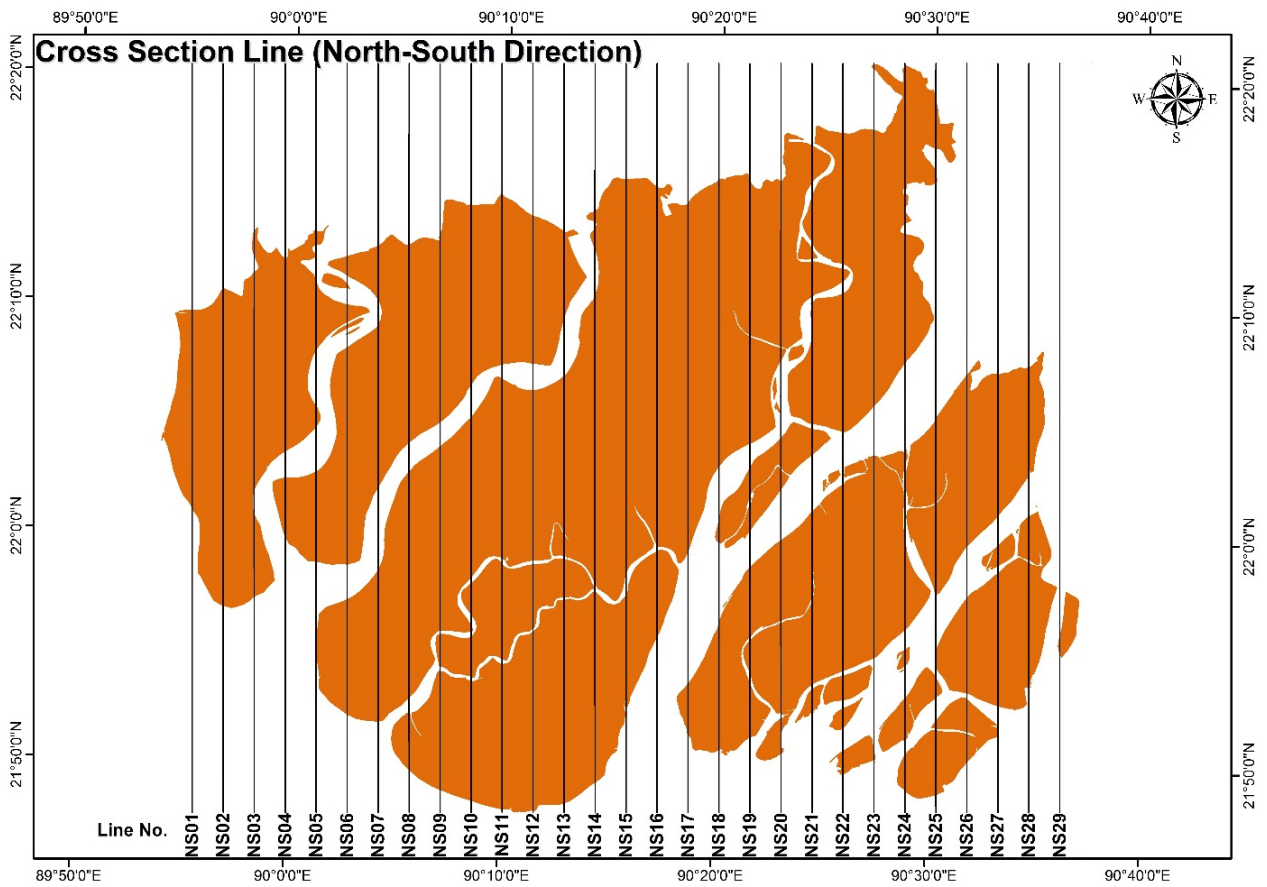 89°50'0"E 90°0'0"E 90°10'0"E 90°20'0"E 90°30'0"E 90°40'0"E
Cross Section Line (North-South Direction)
22°20'0"N
22°10'0"N
22°0'0"N
21°50'0"N
N
W E
S
22°20'0"N
22°10'0"N
22°0'0"N
21°50'0"N
Line No. NS01 NS02 NS03 NS04 NS05 NS06 NS07 NS08 NS09 NS10 NS11 NS12 NS13 NS14 NS15 NS16 NS17 NS18 NS19 NS20 NS21 NS22 NS23 NS24 NS25 NS26 NS27 NS28 NS29
89°50'0"E 90°0'0"E 90°10'0"E 90°20'0"E 90°30'0"E 90°40'0"E